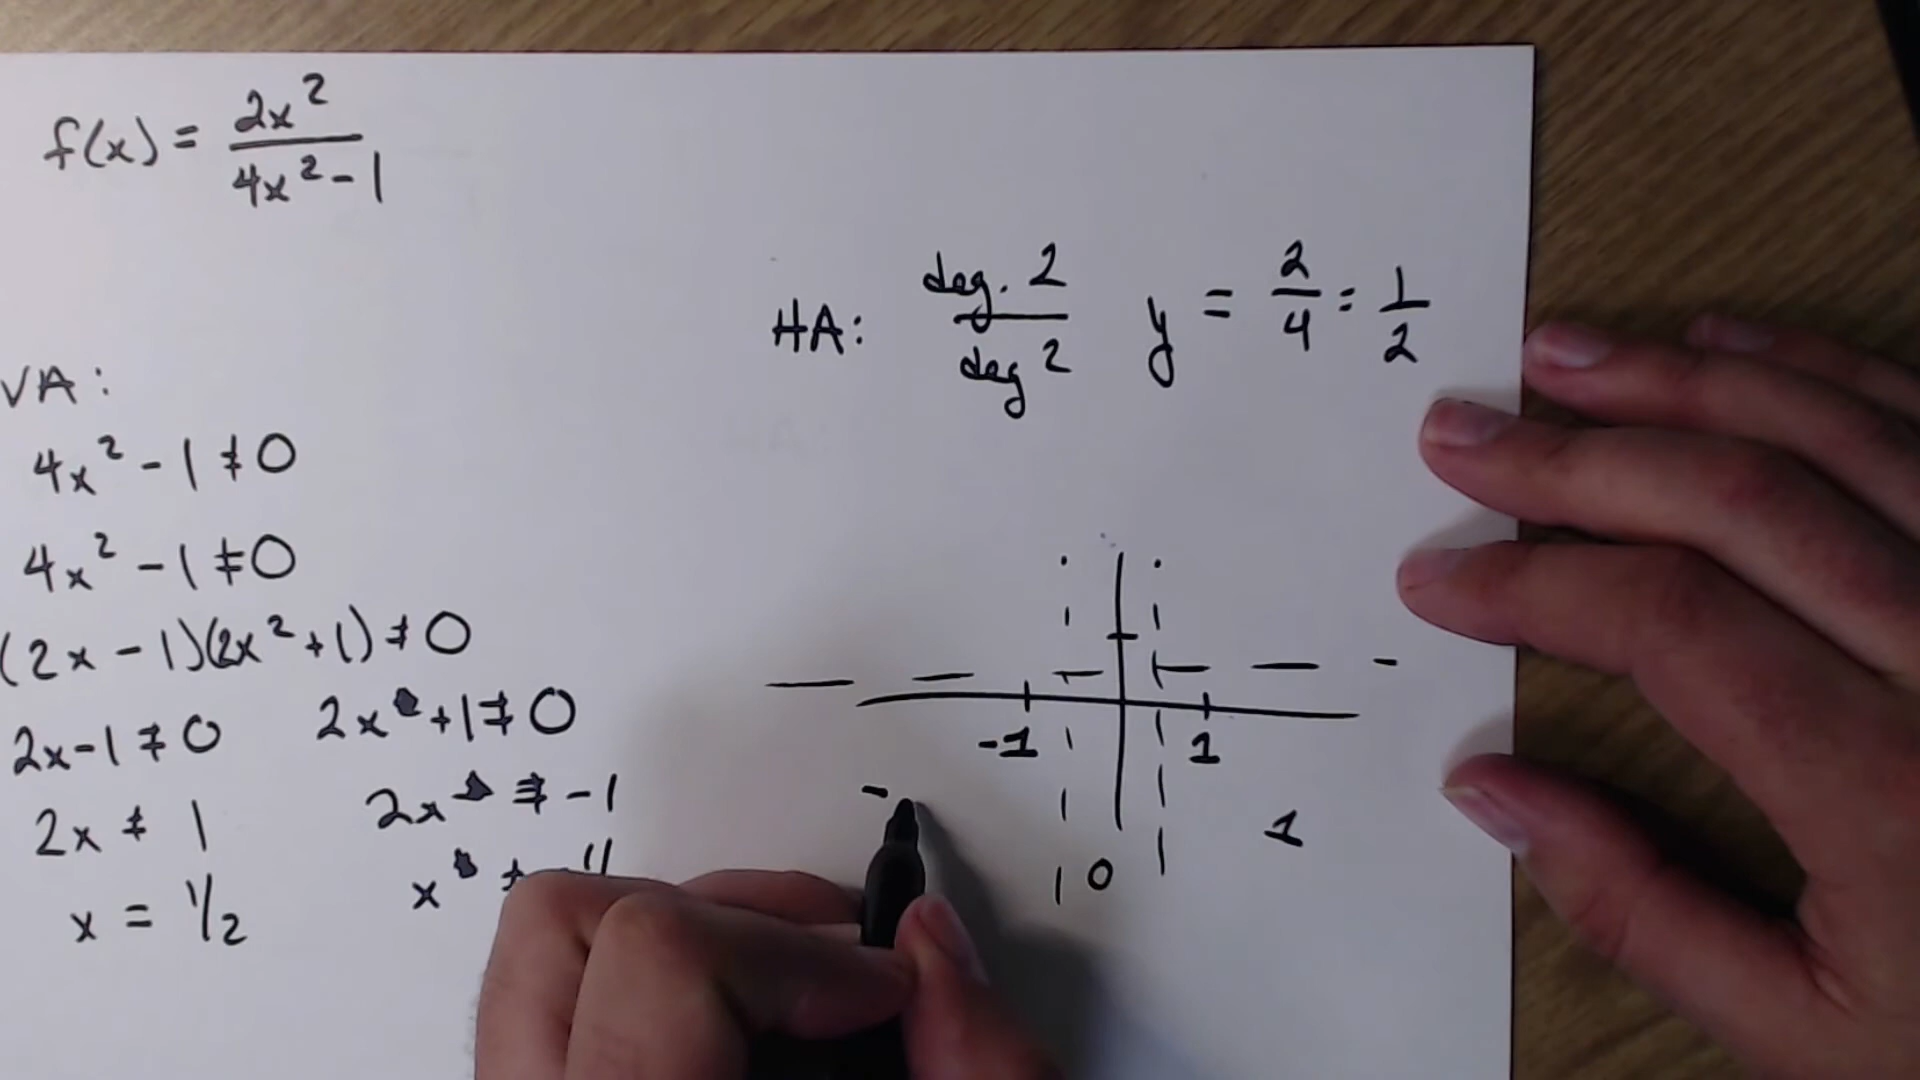 f(x) = 2x² / 4x² - 1
VA:
4x² - 1 ≠ 0
4x² - 1 ≠ 0
(2x - 1)(2x² + 1) ≠ 0
2x - 1 ≠ 0 2x + 1 ≠ 0
2x ≠ 1 2x ≠ -1
x = 1/2 x ≠
HA: deg. 2 / deg 2 y = 2/4 = 1/2
-1 1
- 0 1